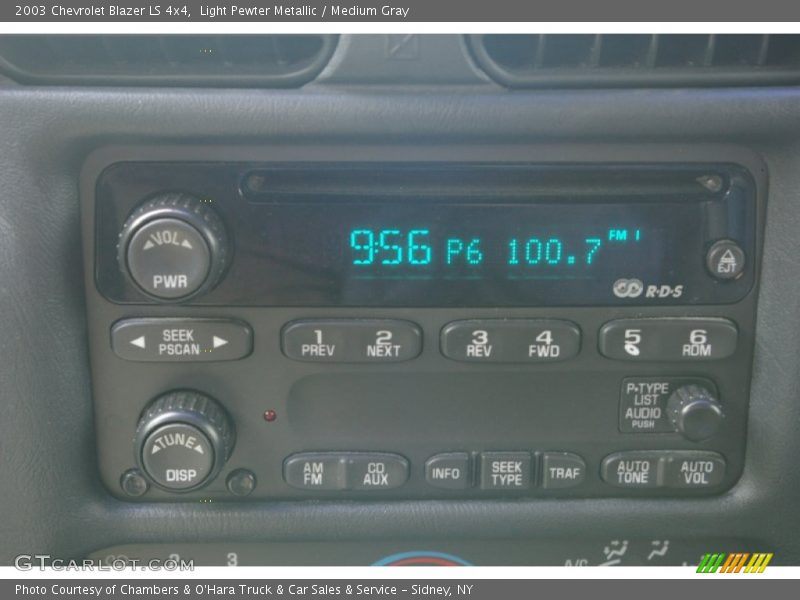 2003 Chevrolet Blazer LS 4x4, Light Pewter Metallic / Medium Gray
VOL
PWR
9:56 P6 100.7 FM 1
EJT
R·D·S
SEEK
PSCAN
1 PREV
2 NEXT
3 REV
4 FWD
5
6 RDM
P-TYPE
LIST
AUDIO
PUSH
TUNE
DISP
AM
FM
CD
AUX
INFO
SEEK
TYPE
TRAF
AUTO
TONE
AUTO
VOL
3
A/C
GTCARLOT.COM
Photo Courtesy of Chambers & O'Hara Truck & Car Sales & Service - Sidney, NY